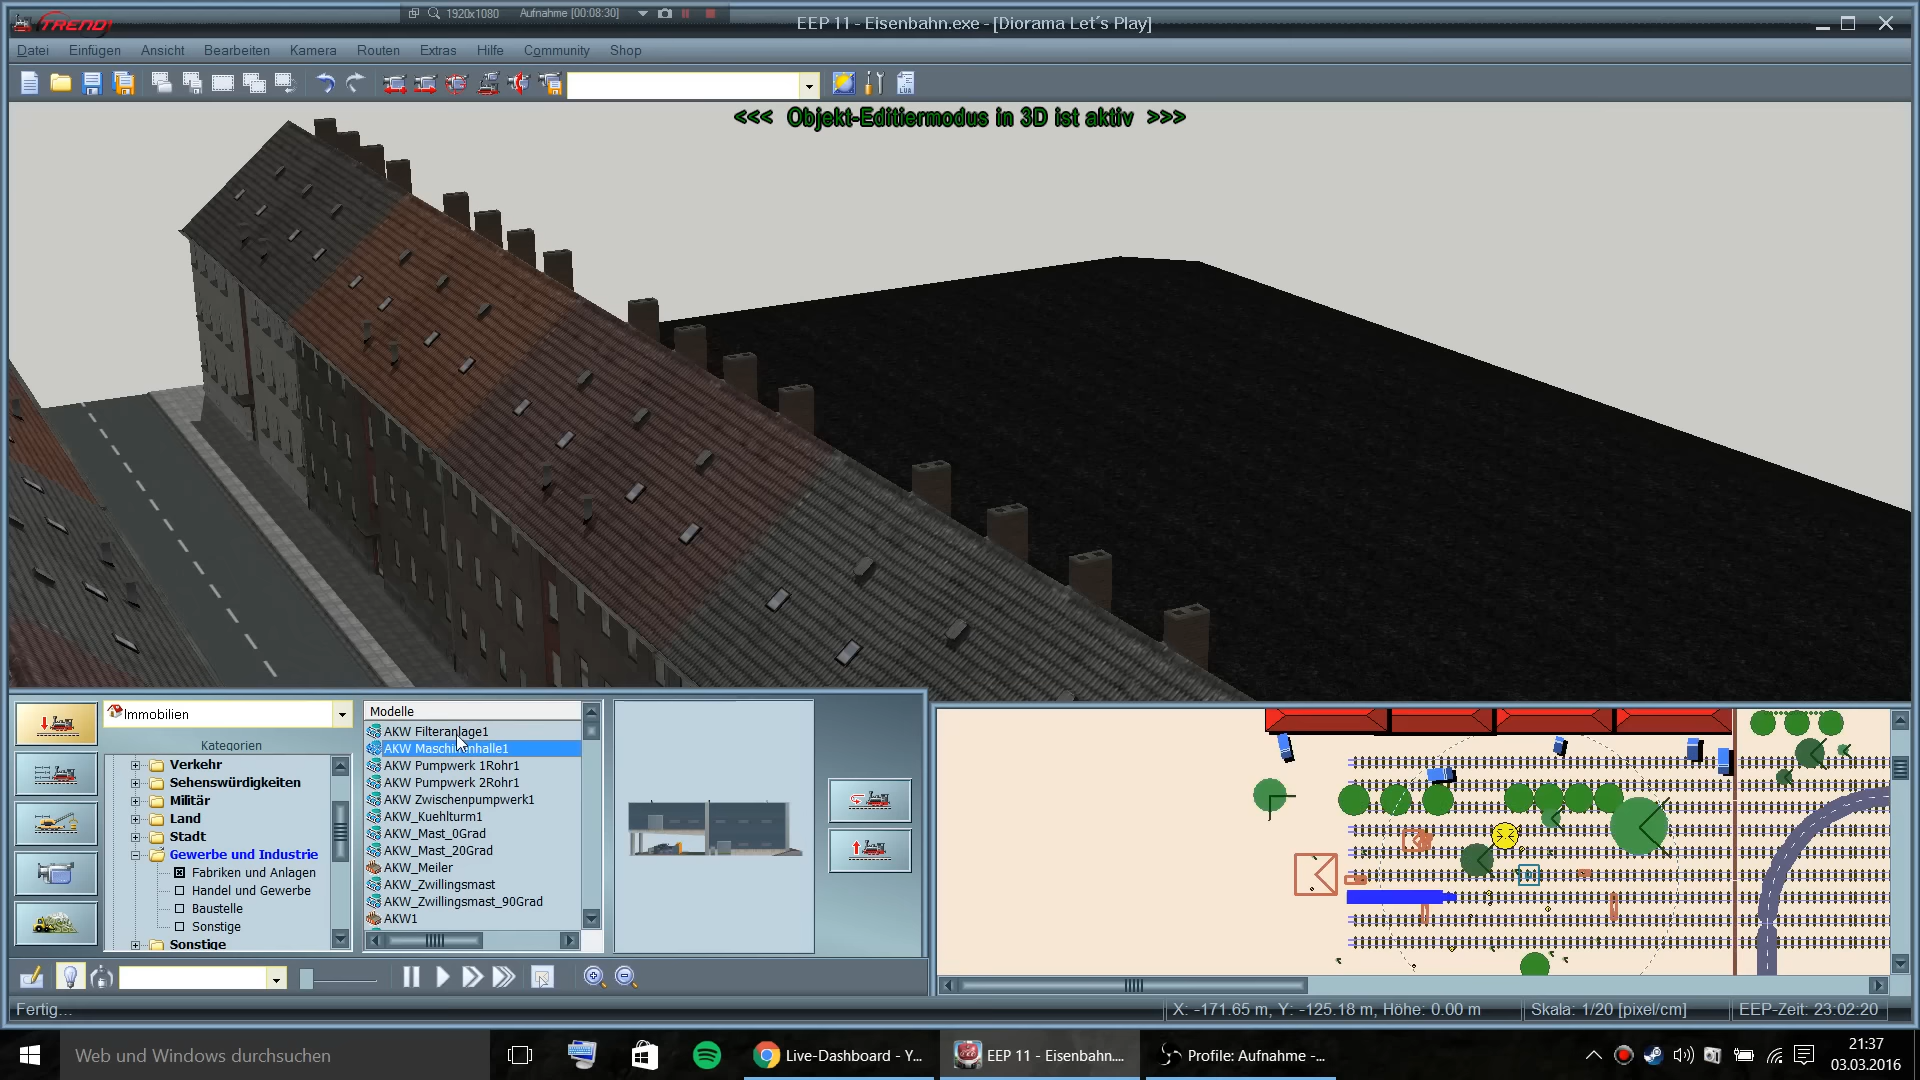 1920x1080 Aufnahme [00:08:30]
TREND
EEP 11 - Eisenbahn.exe - [Diorama Let´s Play]
Datei Einfügen Ansicht Bearbeiten Kamera Routen Extras Hilfe Community Shop
LUA
<<< Objekt-Editiermodus in 3D ist aktiv >>>
Immobilien
Kategorien
Verkehr
Sehenswürdigkeiten
Militär
Land
Stadt
Gewerbe und Industrie
Fabriken und Anlagen
Handel und Gewerbe
Baustelle
Sonstige
Sonstige
Modelle
AKW Filteranlage1
AKW Maschinenhalle1
AKW Pumpwerk 1Rohr1
AKW Pumpwerk 2Rohr1
AKW Zwischenpumpwerk1
AKW_Kuehlturm1
AKW_Mast_0Grad
AKW_Mast_20Grad
AKW_Meiler
AKW_Zwillingsmast
AKW_Zwillingsmast_90Grad
AKW1
Fertig...
X: -171.65 m, Y: -125.18 m, Höhe: 0.00 m
Skala: 1/20 [pixel/cm]
EEP-Zeit: 23:02:20
Web und Windows durchsuchen
Live-Dashboard - Y...
EEP 11 - Eisenbahn....
Profile: Aufnahme -...
21:37
03.03.2016